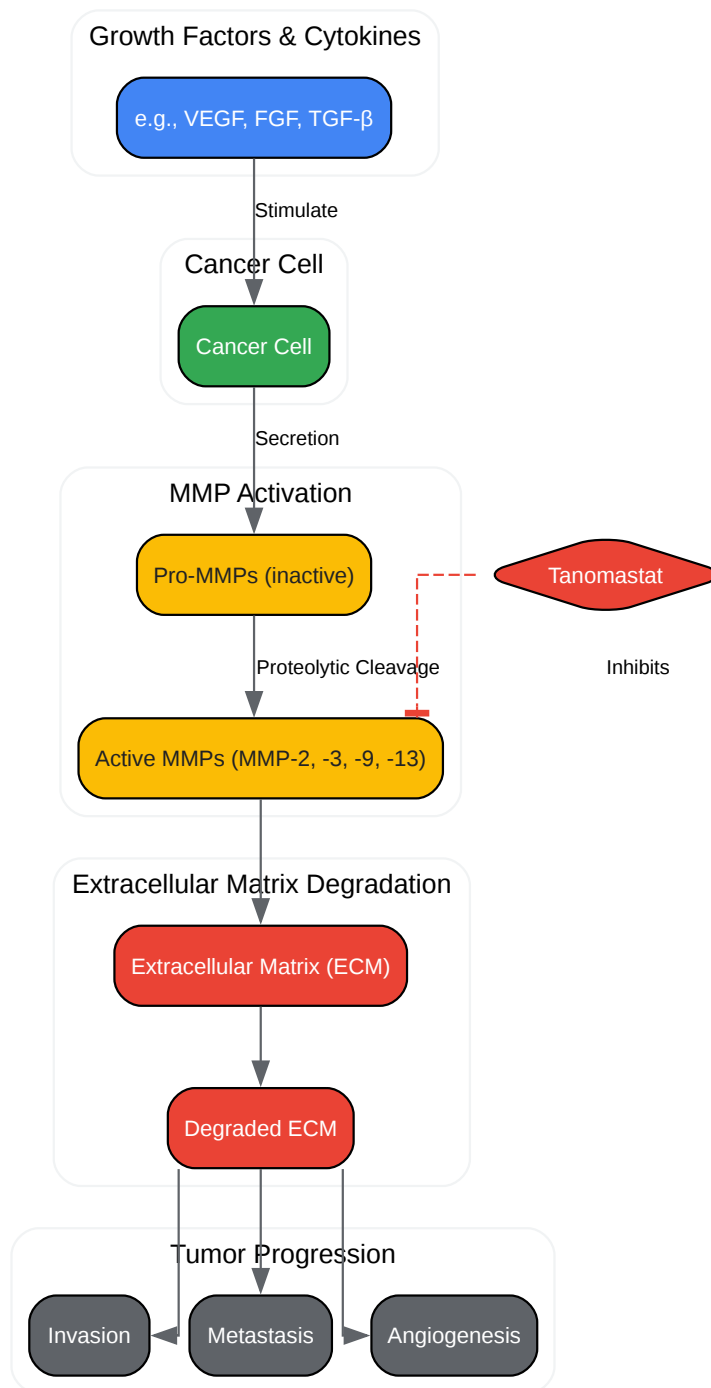 Growth Factors & Cytokines
e.g., VEGF, FGF, TGF-β
Stimulate
Cancer Cell
Cancer Cell
Secretion
MMP Activation
Pro-MMPs (inactive)
Tanomastat
Proteolytic Cleavage
Inhibits
Active MMPs (MMP-2, -3, -9, -13)
Extracellular Matrix Degradation
Extracellular Matrix (ECM)
Degraded ECM
Tumor Progression
Invasion
Metastasis
Angiogenesis